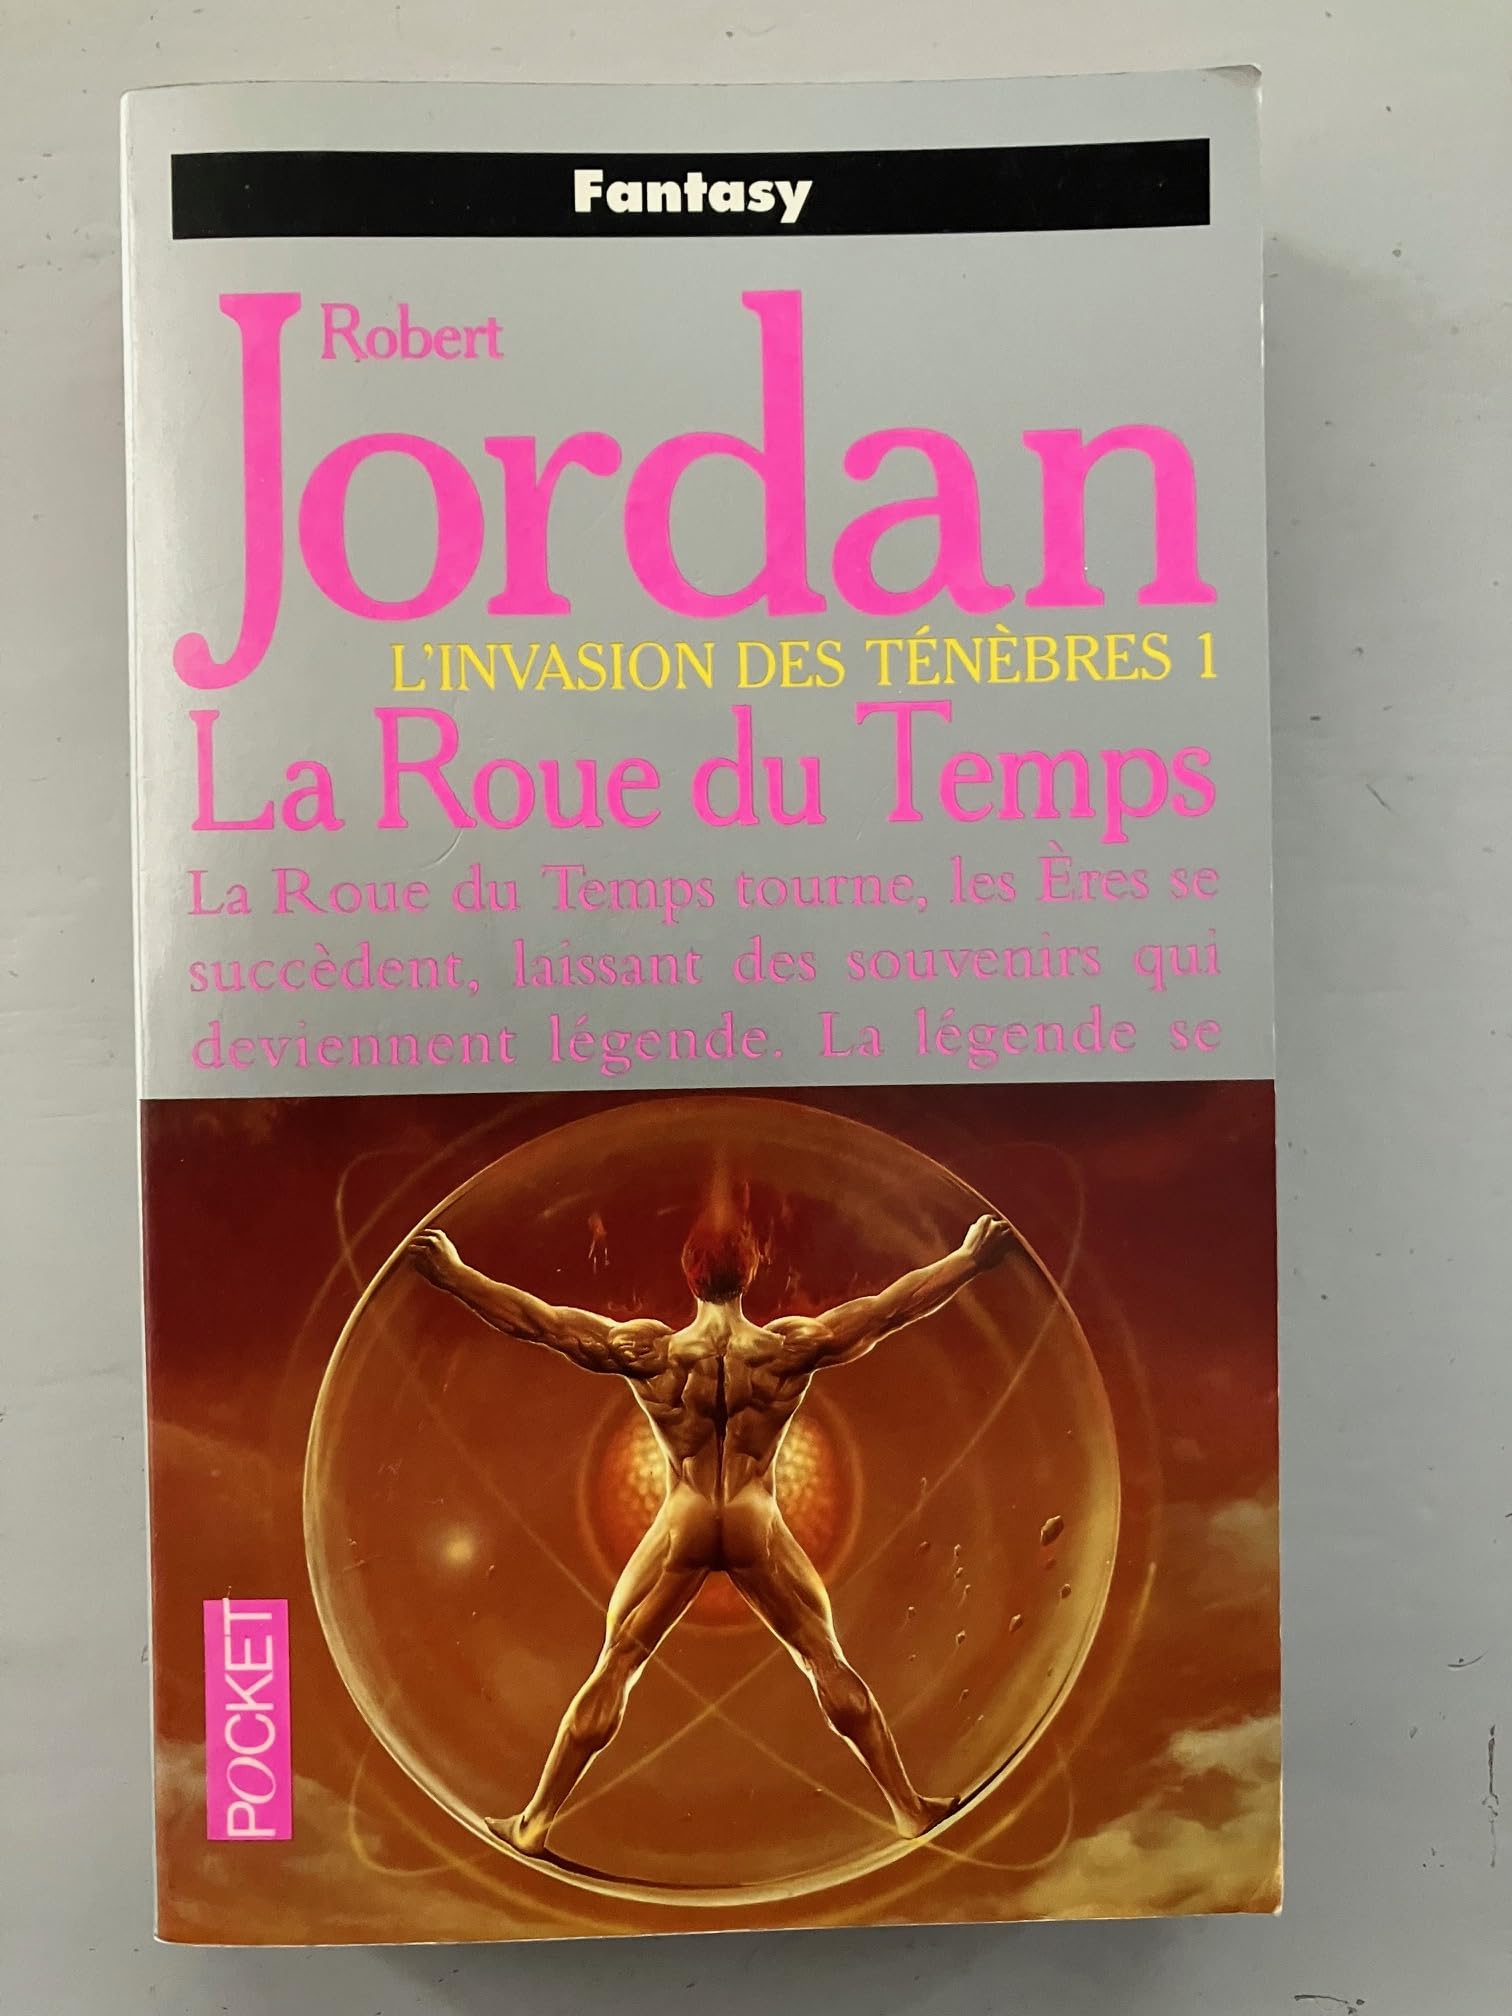 Fantasy
Robert
Jordan
L'INVASION DES TÉNÈBRES 1
La Roue du Temps
La Roue du Temps tourne, les Ères se
succèdent, laissant des souvenirs qui
deviennent légende. La légende se
POCKET